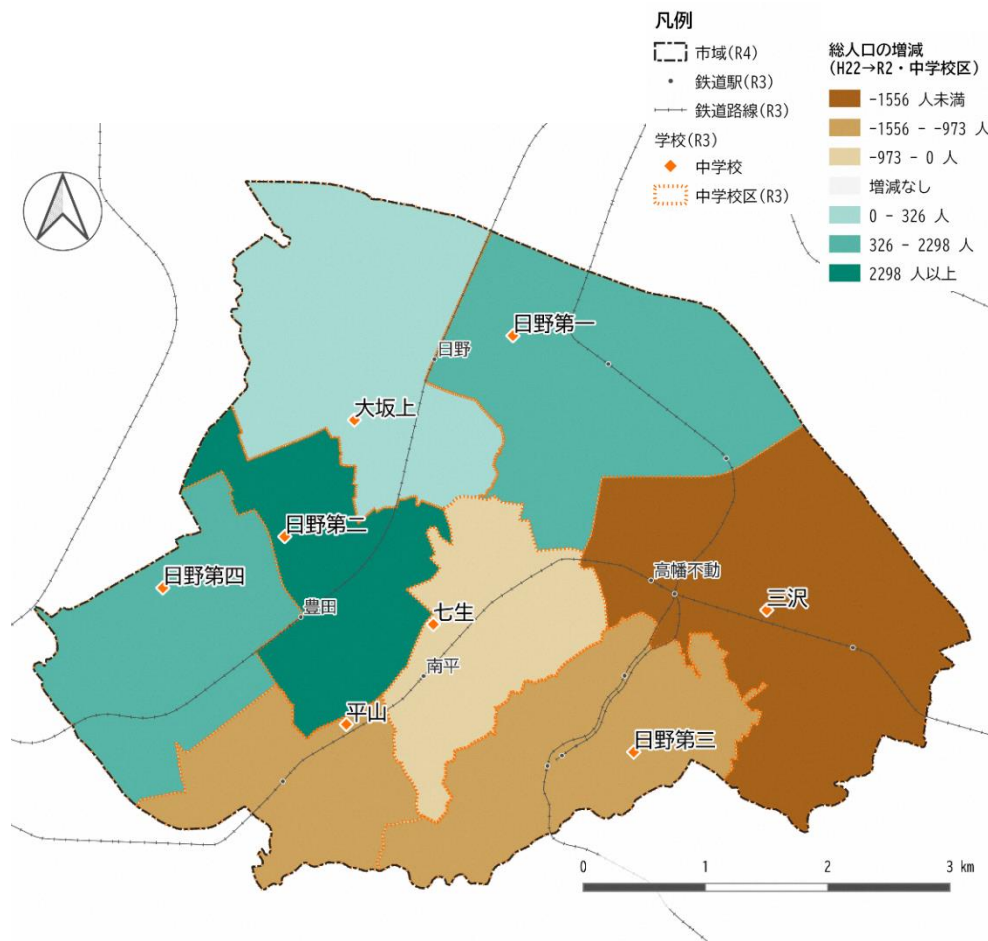 凡例
市域(R4)
鉄道駅(R3)
鉄道路線(R3)
学校(R3)
中学校
中学校区(R3)
総人口の増減
(H22→R2・中学校区)
-1556 人未満
-1556 - -973 人
-973 - 0 人
増減なし
0 - 326 人
326 - 2298 人
2298 人以上
日野第一
日野
大坂上
日野第二
日野第四
高幡不動
豊田
七生
三沢
南平
平山
日野第三
0 1 2 3 km